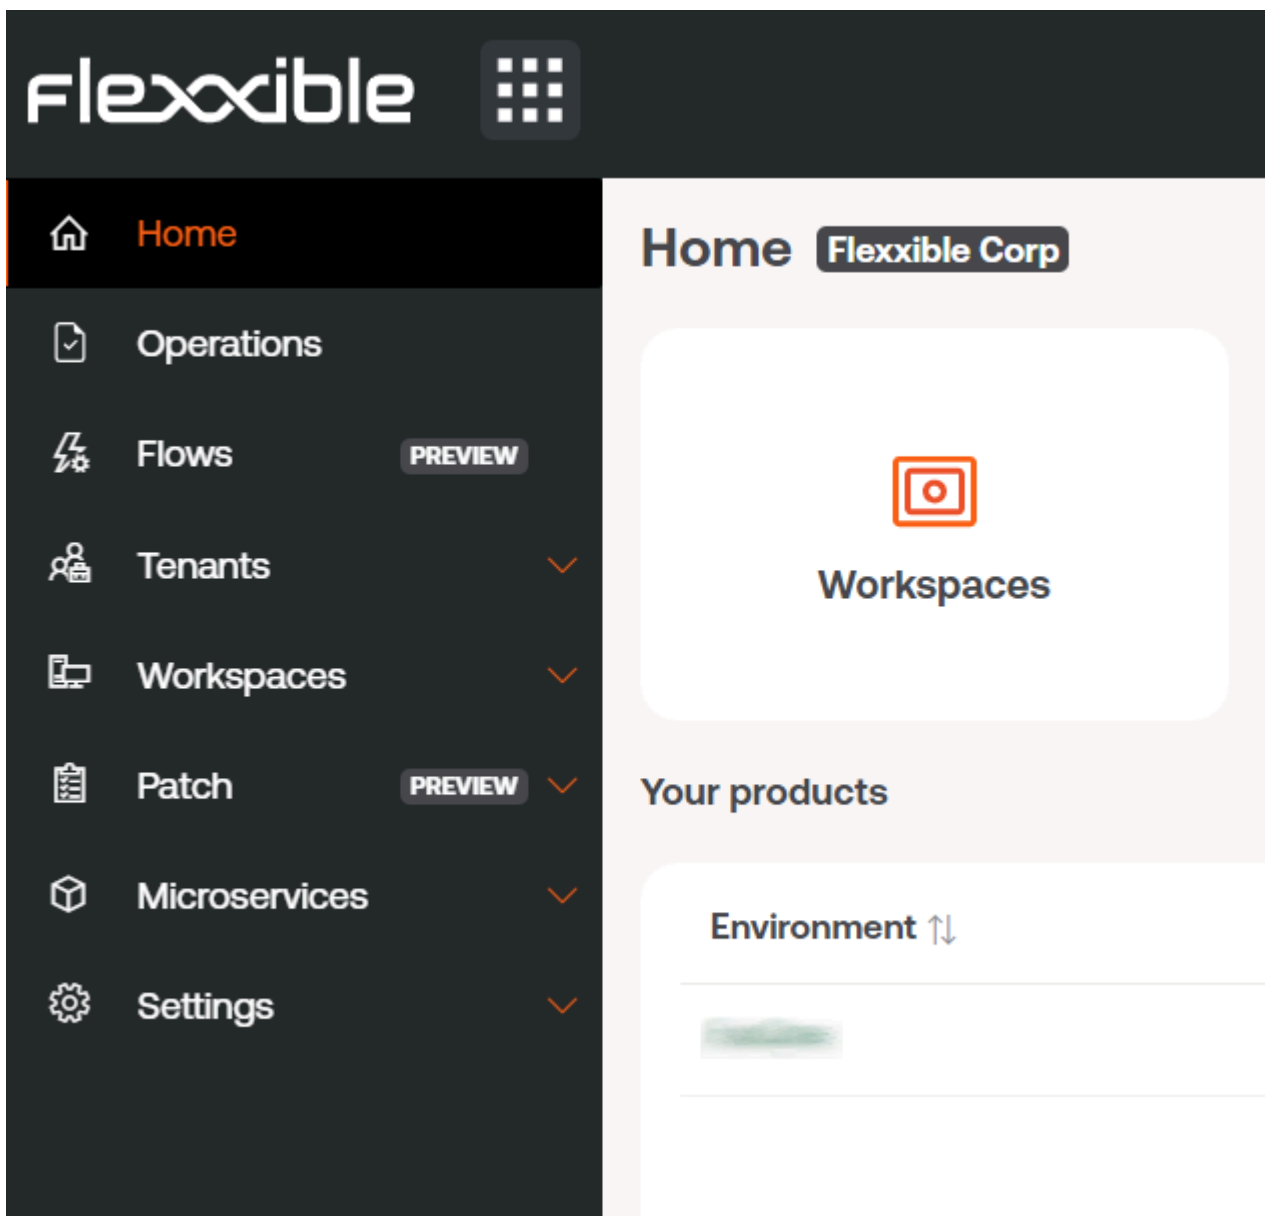 Flexxible
Home
Operations
Flows PREVIEW
Tenants
Workspaces
Patch PREVIEW
Microservices
Settings
Home Flexxible Corp
Workspaces
Your products
Environment